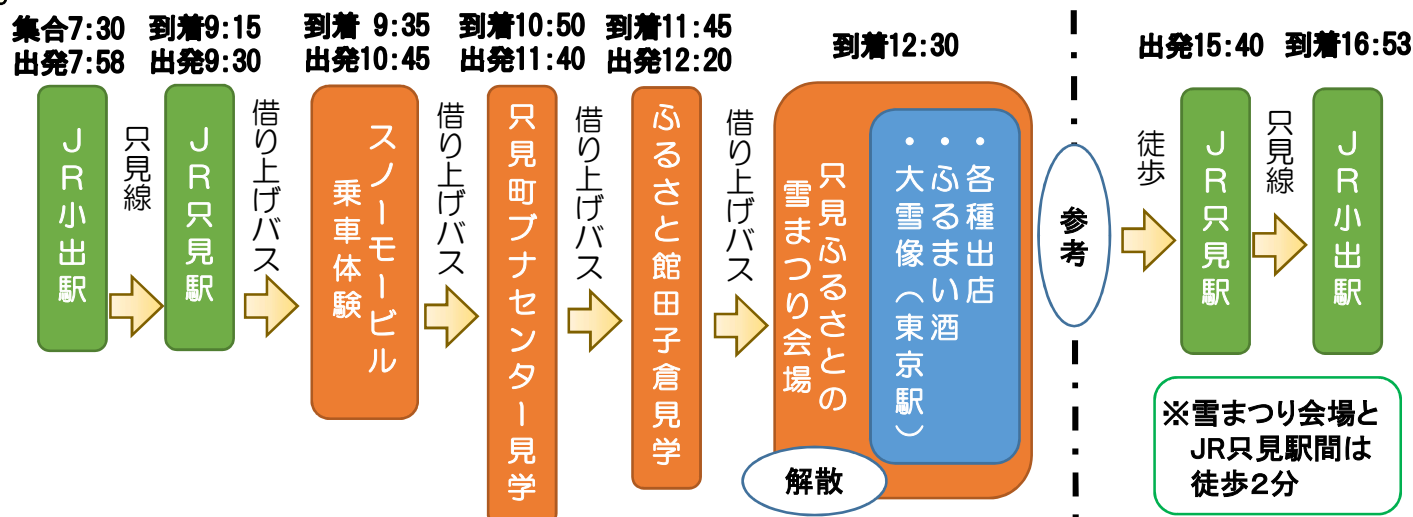 集合7:30
出発7:58
JR小出駅
只見線
到着9:15
出発9:30
JR只見駅
借り上げバス
到着 9:35
出発10:45
スノーモービル
乗車体験
借り上げバス
到着10:50
出発11:40
只見町ブナセンター見学
借り上げバス
到着11:45
出発12:20
ふるさと館田子倉見学
借り上げバス
到着12:30
只見ふるさとの
雪まつり会場
・各種出店
・ふるまい酒
・大雪像(東京駅)
解散
参考
徒歩
出発15:40
JR只見駅
只見線
到着16:53
JR小出駅
※雪まつり会場と
JR只見駅間は
徒歩2分